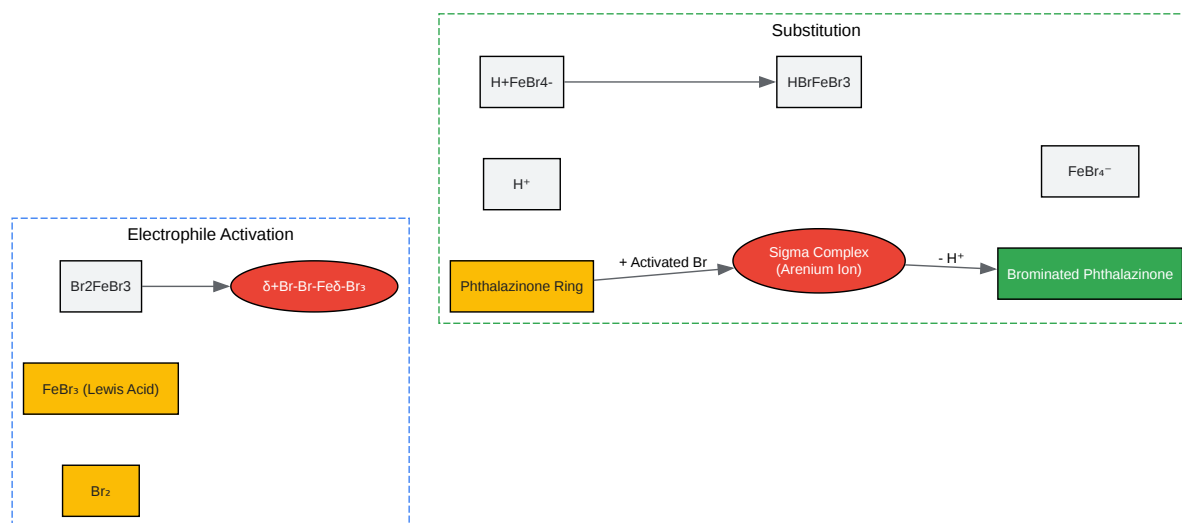 Substitution
H+FeBr4-
HBrFeBr3
H⁺
FeBr₄⁻
Phthalazinone Ring
+ Activated Br
Sigma Complex
(Arenium Ion)
- H⁺
Brominated Phthalazinone
Electrophile Activation
Br2FeBr3
δ+Br-Br-Feδ-Br₃
FeBr₃ (Lewis Acid)
Br₂